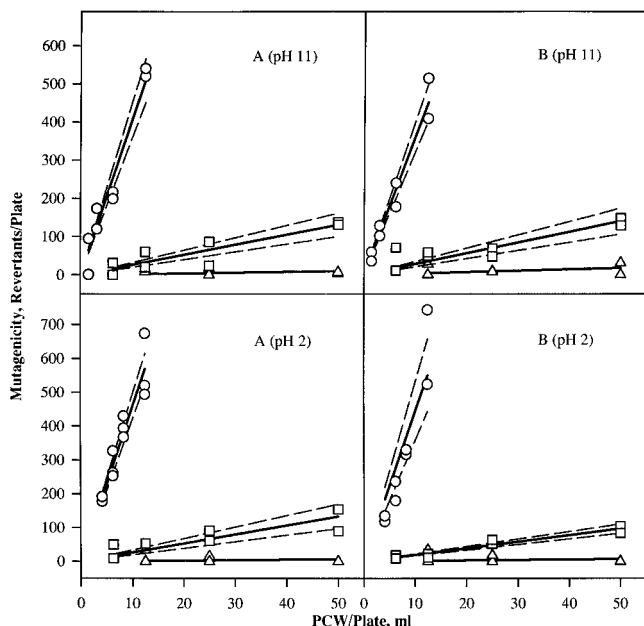 Mutagenicity, Revertants/Plate
600
500
400
300
200
100
0
A (pH 11)
B (pH 11)
700
600
500
400
300
200
100
0
A (pH 2)
B (pH 2)
0 10 20 30 40 50
0 10 20 30 40 50
PCW/Plate, ml